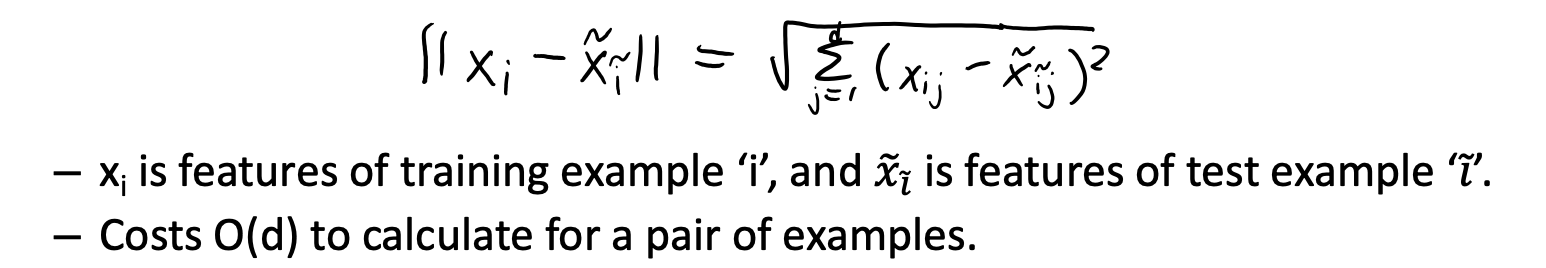 ||xᵢ − x̃ĩ|| = √(∑ⱼ₌₁ᵈ (xᵢⱼ − x̃ĩⱼ)²)
– xᵢ is features of training example ‘i’, and x̃ĩ is features of test example ‘ĩ’.
– Costs O(d) to calculate for a pair of examples.